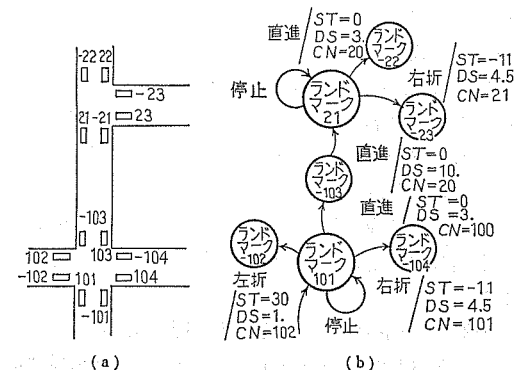 -22 22
-23
23
21 -21
-103
102
103 -104
-102
101
104
-101
(a)
直進
ST=0
DS=3.
CN=20
ランド
マーク
-22
停止
ランド
マーク
21
右折
ST=-11
DS=4.5
CN=21
ランド
マーク
-23
直進
ST=0
DS=10.
CN=20
ランド
マーク
-103
直進
ST=0
DS=3.
CN=100
ランド
マーク
-102
ランド
マーク
101
ランド
マーク
-104
左折
ST=30
DS=1.
CN=102
停止
右折
ST=-11
DS=4.5
CN=101
(b)